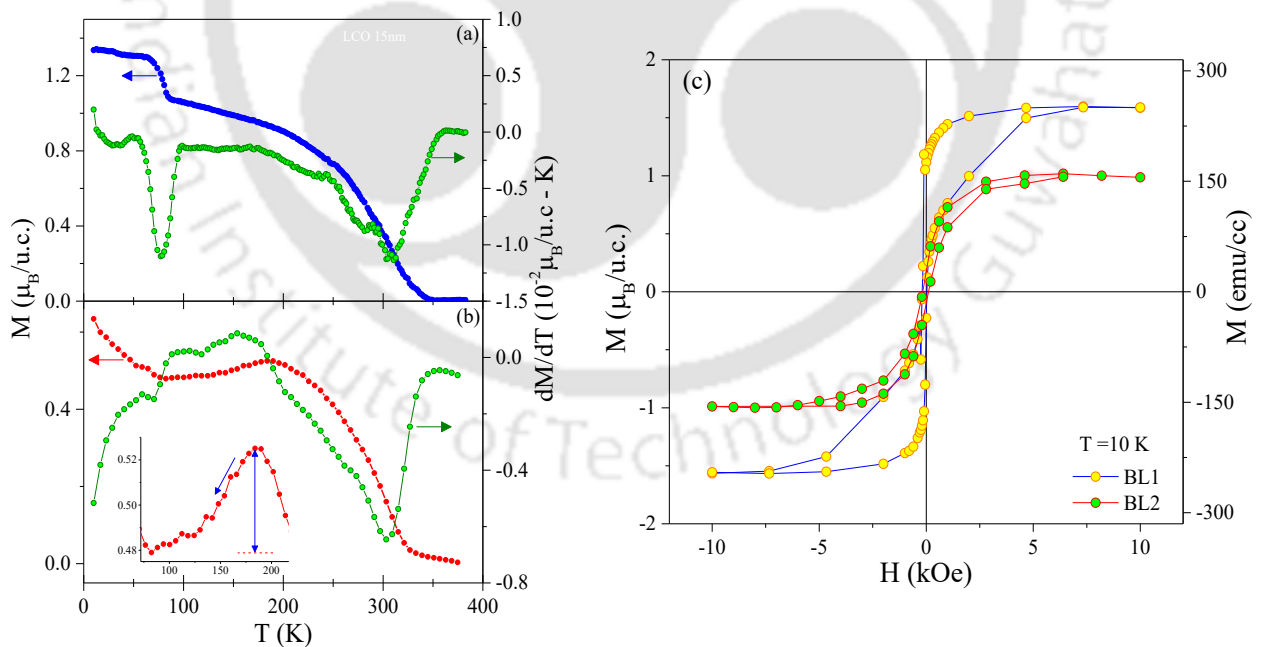 (a)
LCO 15nm
M (μB/u.c.)
1.2
0.8
0.4
0.0
1.0
0.5
0.0
-0.5
-1.0
-1.5
dM/dT (10-2 μB/u.c - K)
(b)
0.4
0.0
0.0
-0.4
-0.8
0.52
0.50
0.48
100 150 200
0 100 200 300 400
T (K)
(c)
M (μB/u.c.)
2
1
0
-1
-2
300
150
0
-150
-300
M (emu/cc)
T =10 K
BL1
BL2
-10 -5 0 5 10
H (kOe)
Indian Institute of Technology Guwahati